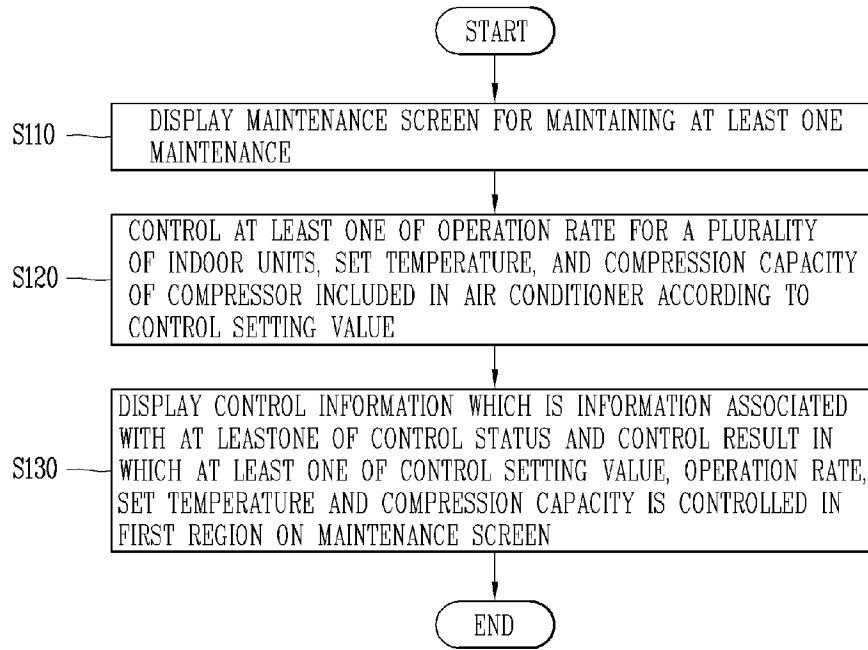 START
S110
DISPLAY MAINTENANCE SCREEN FOR MAINTAINING AT LEAST ONE
MAINTENANCE
S120
CONTROL AT LEAST ONE OF OPERATION RATE FOR A PLURALITY
OF INDOOR UNITS, SET TEMPERATURE, AND COMPRESSION CAPACITY
OF COMPRESSOR INCLUDED IN AIR CONDITIONER ACCORDING TO
CONTROL SETTING VALUE
S130
DISPLAY CONTROL INFORMATION WHICH IS INFORMATION ASSOCIATED
WITH AT LEASTONE OF CONTROL STATUS AND CONTROL RESULT IN
WHICH AT LEAST ONE OF CONTROL SETTING VALUE, OPERATION RATE,
SET TEMPERATURE AND COMPRESSION CAPACITY IS CONTROLLED IN
FIRST REGION ON MAINTENANCE SCREEN
END